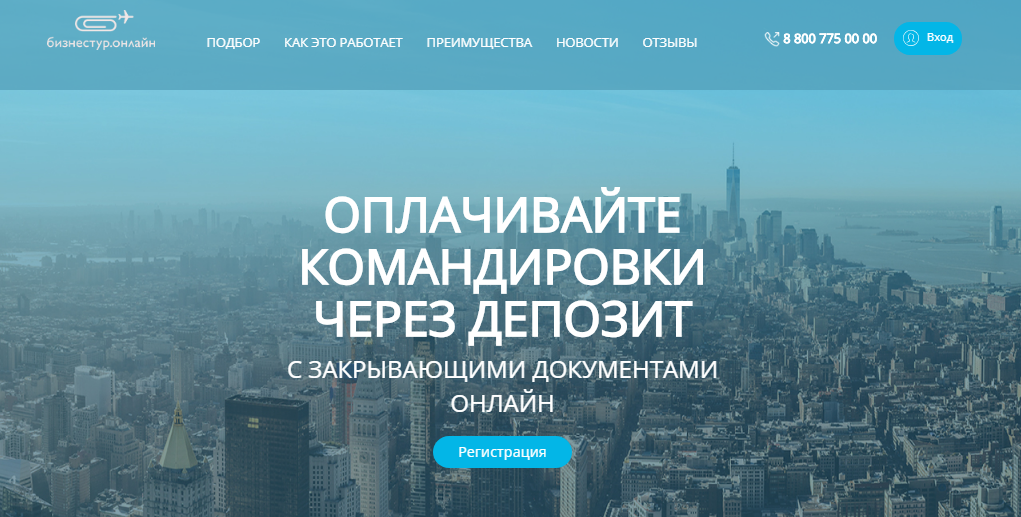 бизнестур.онлайн
ПОДБОР
КАК ЭТО РАБОТАЕТ
ПРЕИМУЩЕСТВА
НОВОСТИ
ОТЗЫВЫ
8 800 775 00 00
Вход
ОПЛАЧИВАЙТЕ
КОМАНДИРОВКИ
ЧЕРЕЗ ДЕПОЗИТ
С ЗАКРЫВАЮЩИМИ ДОКУМЕНТАМИ
ОНЛАЙН
Регистрация